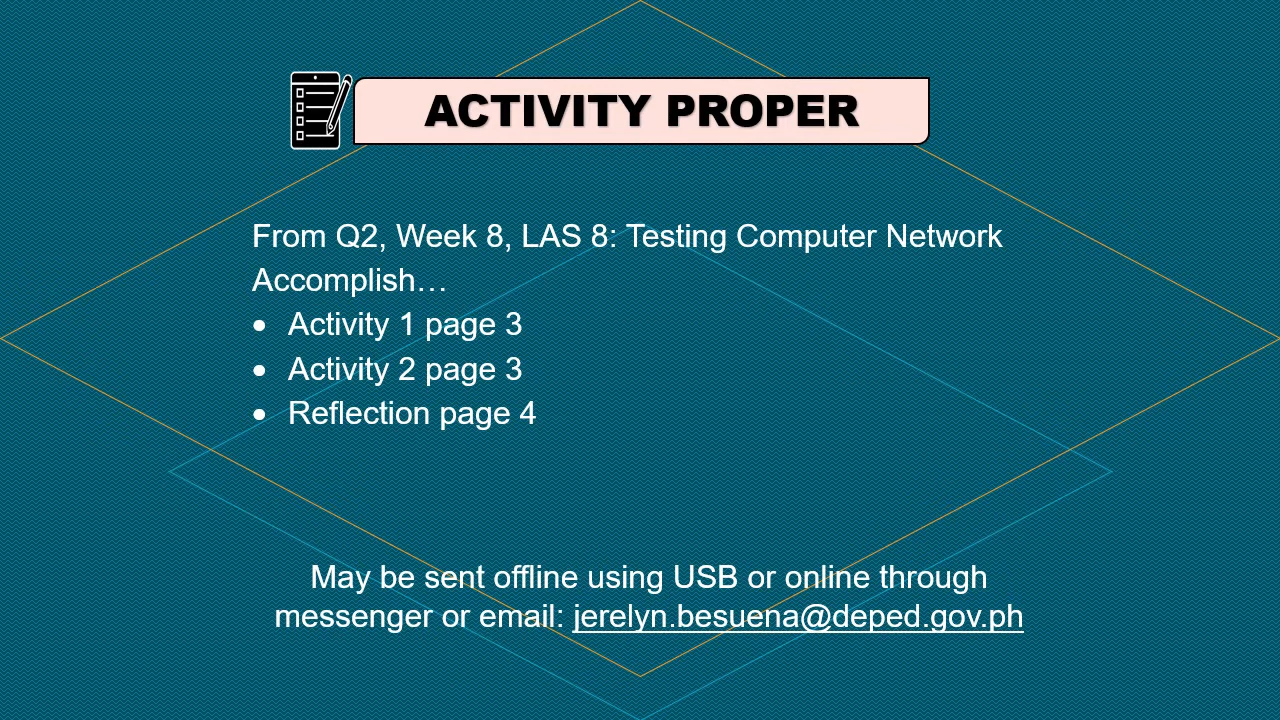 ACTIVITY PROPER
From Q2, Week 8, LAS 8: Testing Computer Network
Accomplish…
• Activity 1 page 3
• Activity 2 page 3
• Reflection page 4
May be sent offline using USB or online through
messenger or email: jerelyn.besuena@deped.gov.ph